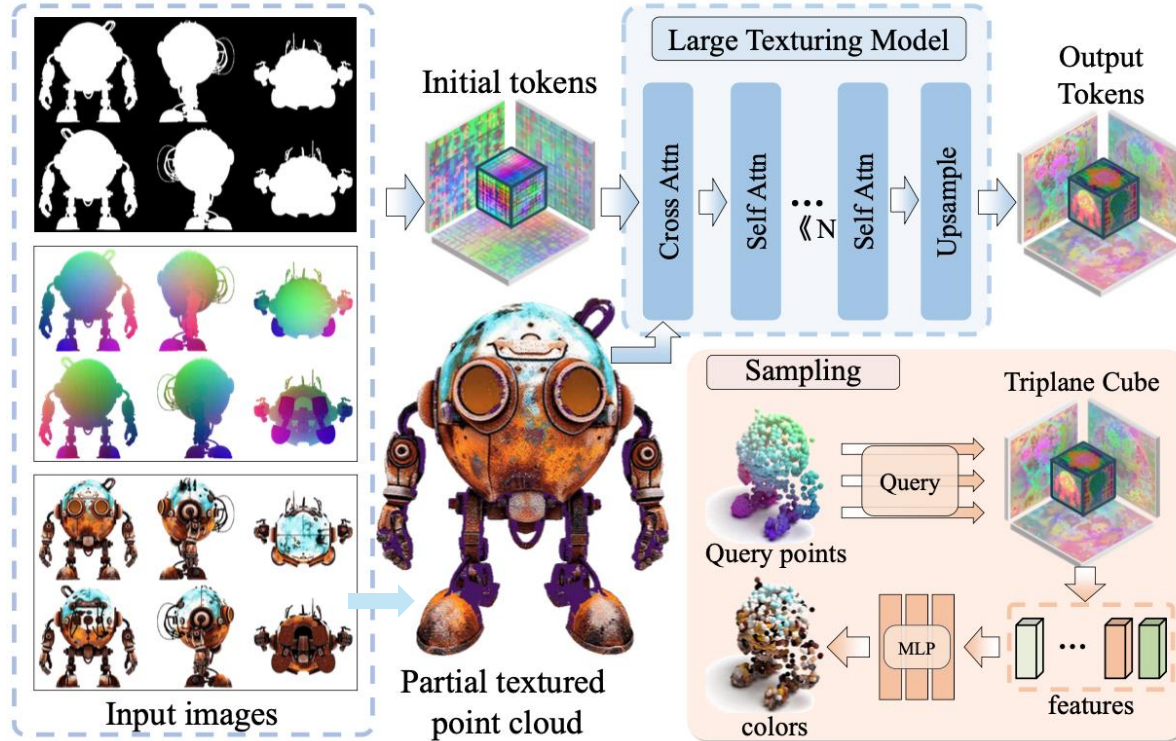 Input images
Initial tokens
Partial textured
point cloud
Large Texturing Model
Cross Attn
Self Attn
...
《 N
Self Attn
Upsample
Output
Tokens
Sampling
Query points
Query
Triplane Cube
...
features
MLP
colors